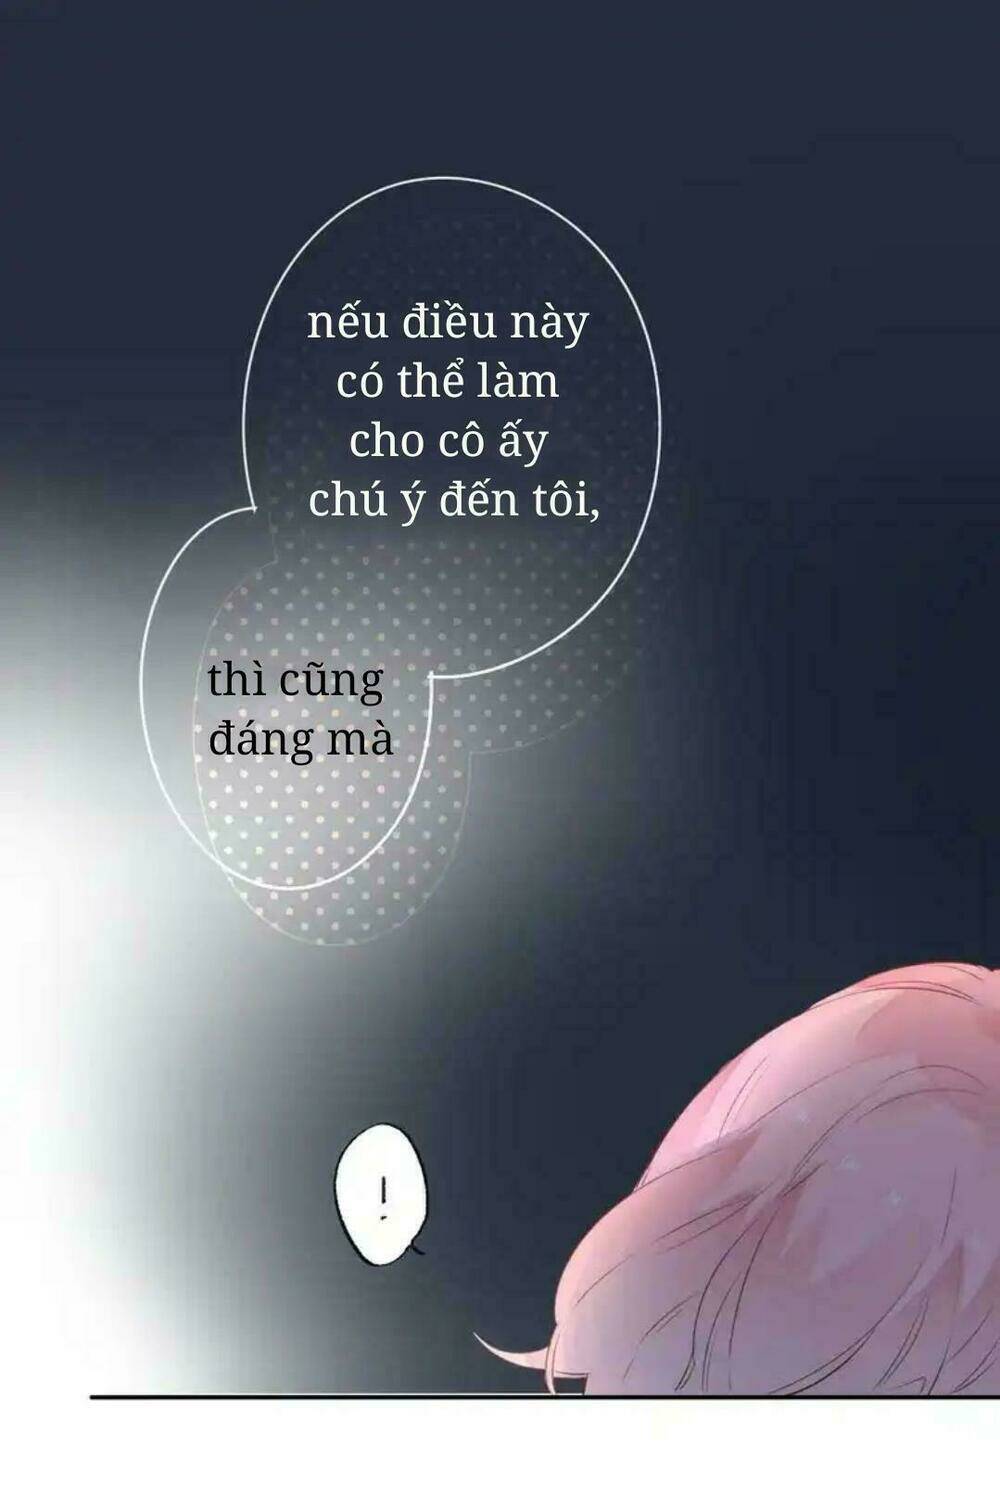 nếu điều này
có thể làm
cho cô ấy
chú ý đến tôi,
thì cũng
đáng mà
!